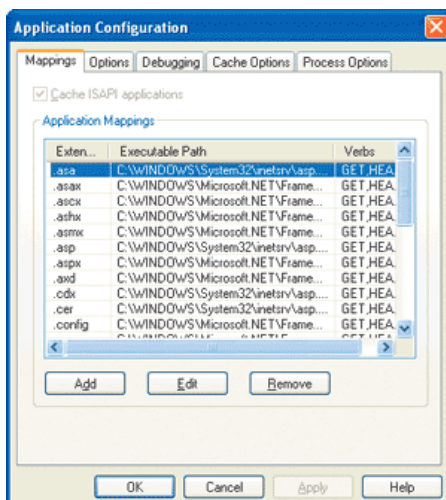 Application Configuration
Mappings Options Debugging Cache Options Process Options
Cache ISAPI applications
Application Mappings
Exten... Executable Path Verbs
.asa C:\WINDOWS\System32\inetsrv\asp.... GET,HEA
.asax C:\WINDOWS\Microsoft.NET\Frame... GET,HEA
.ascx C:\WINDOWS\Microsoft.NET\Frame... GET,HEA
.ashx C:\WINDOWS\Microsoft.NET\Frame... GET,HEA
.asmx C:\WINDOWS\Microsoft.NET\Frame... GET,HEA
.asp C:\WINDOWS\System32\inetsrv\asp.... GET,HEA
.aspx C:\WINDOWS\Microsoft.NET\Frame... GET,HEA
.axd C:\WINDOWS\Microsoft.NET\Frame... GET,HEA
.cdx C:\WINDOWS\System32\inetsrv\asp.... GET,HEA
.cer C:\WINDOWS\System32\inetsrv\asp.... GET,HEA
.config C:\WINDOWS\Microsoft.NET\Frame... GET,HEA
Add Edit Remove
OK Cancel Apply Help